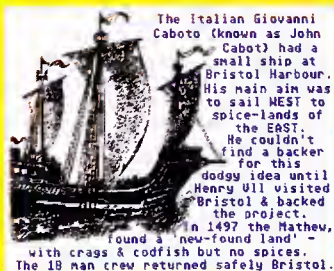 The Italian Giovanni
Caboto (known as John
Cabot) had a
small ship at
Bristol Harbour.
His main aim was
to sail WEST to
spice-lands of
the EAST.
He couldn't
find a backer
for this
dodgy idea until
Henry VII visited
Bristol & backed
the project.
In 1497 the Mathew,
found a 'new-found land' -
with crags & codfish but no spices.
The 18 man crew returned safely Bristol